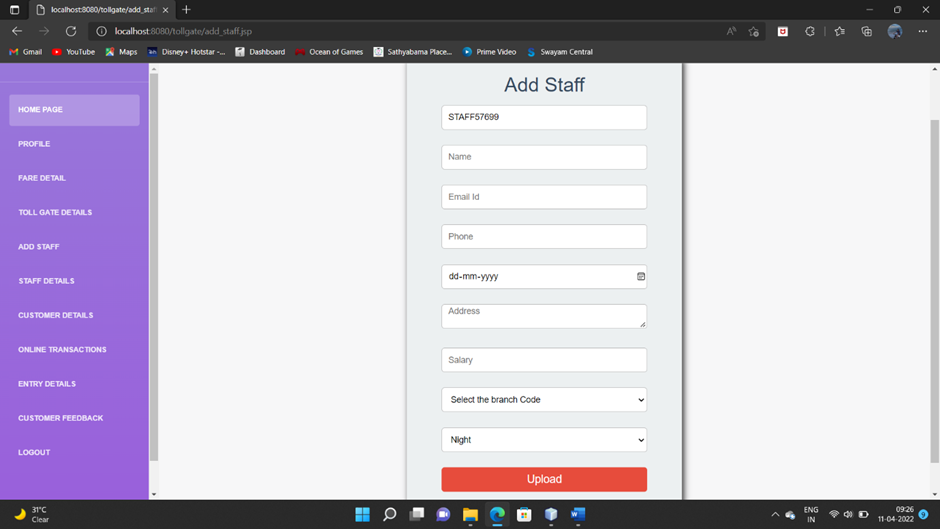 localhost:8080/tollgate/add_staf
localhost:8080/tollgate/add_staff.jsp
Gmail
YouTube
Maps
Disney+ Hotstar -...
Dashboard
Ocean of Games
Sathyabama Place...
Prime Video
Swayam Central
HOME PAGE
PROFILE
FARE DETAIL
TOLL GATE DETAILS
ADD STAFF
STAFF DETAILS
CUSTOMER DETAILS
ONLINE TRANSACTIONS
ENTRY DETAILS
CUSTOMER FEEDBACK
LOGOUT
Add Staff
STAFF57699
Name
Email Id
Phone
dd-mm-yyyy
Address
Salary
Select the branch Code
Night
Upload
31°C
Clear
ENG
IN
09:26
11-04-2022